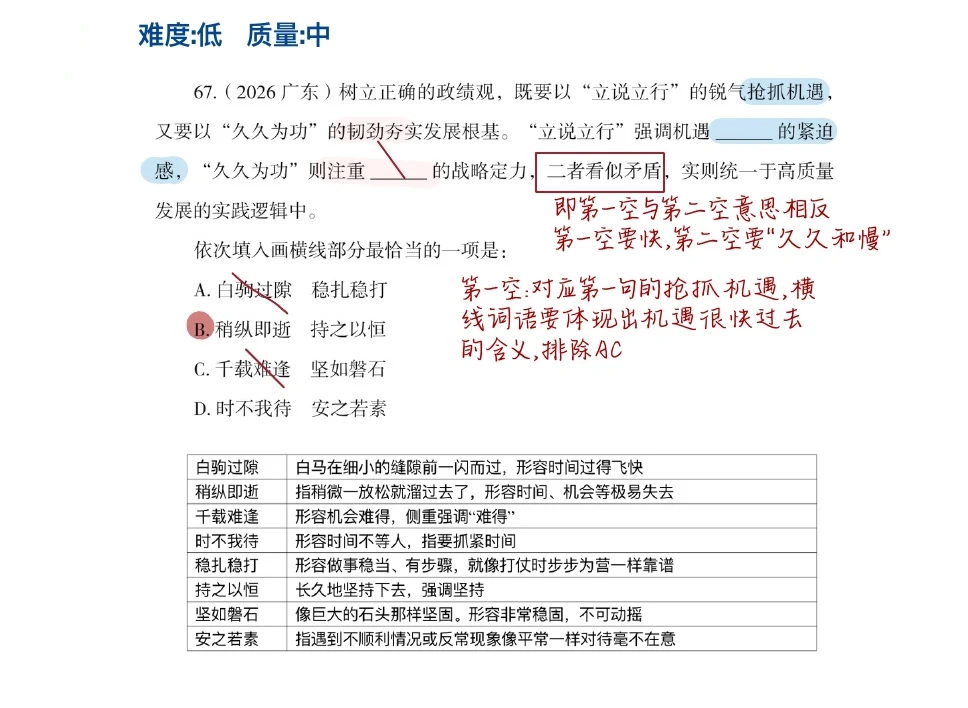 难度:低 质量:中
67.（2026 广东）树立正确的政绩观，既要以“立说立行”的锐气抢抓机遇，
又要以“久久为功”的韧劲夯实发展根基。“立说立行”强调机遇______的紧迫
感，“久久为功”则注重______的战略定力，二者看似矛盾，实则统一于高质量
发展的实践逻辑中。
即第一空与第二空意思相反
第一空要快,第二空要“久久和慢”
依次填入画横线部分最恰当的一项是：
A. 白驹过隙 稳扎稳打
B. 稍纵即逝 持之以恒
C. 千载难逢 坚如磐石
D. 时不我待 安之若素
第一空:对应第一句的抢抓机遇,横
线词语要体现出机遇很快过去
的含义,排除AC
白驹过隙 白马在细小的缝隙前一闪而过，形容时间过得飞快
稍纵即逝 指稍微一放松就溜过去了，形容时间、机会等极易失去
千载难逢 形容机会难得，侧重强调“难得”
时不我待 形容时间不等人，指要抓紧时间
稳扎稳打 形容做事稳当、有步骤，就像打仗时步步为营一样靠谱
持之以恒 长久地坚持下去，强调坚持
坚如磐石 像巨大的石头那样坚固。形容非常稳固，不可动摇
安之若素 指遇到不顺利情况或反常现象像平常一样对待毫不在意